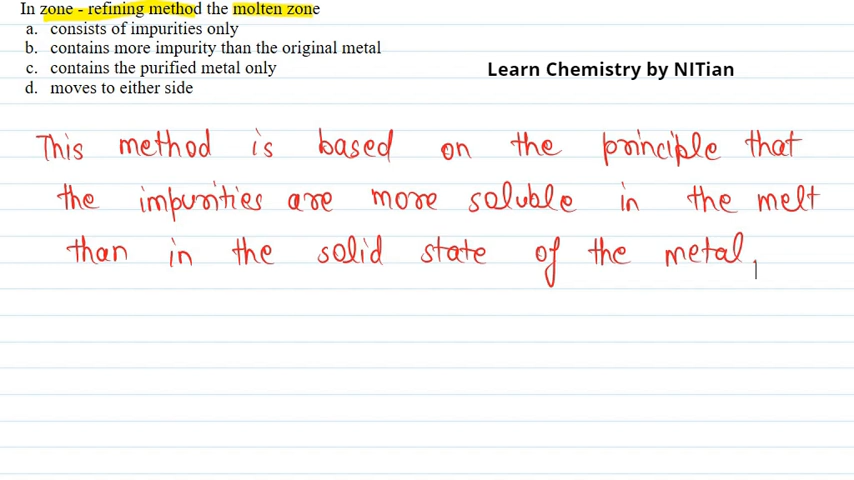 In zone - refining method the molten zone
a. consists of impurities only
b. contains more impurity than the original metal
c. contains the purified metal only
d. moves to either side
Learn Chemistry by NITian
This method is based on the principle that
the impurities are more soluble in the melt
than in the solid state of the metal,